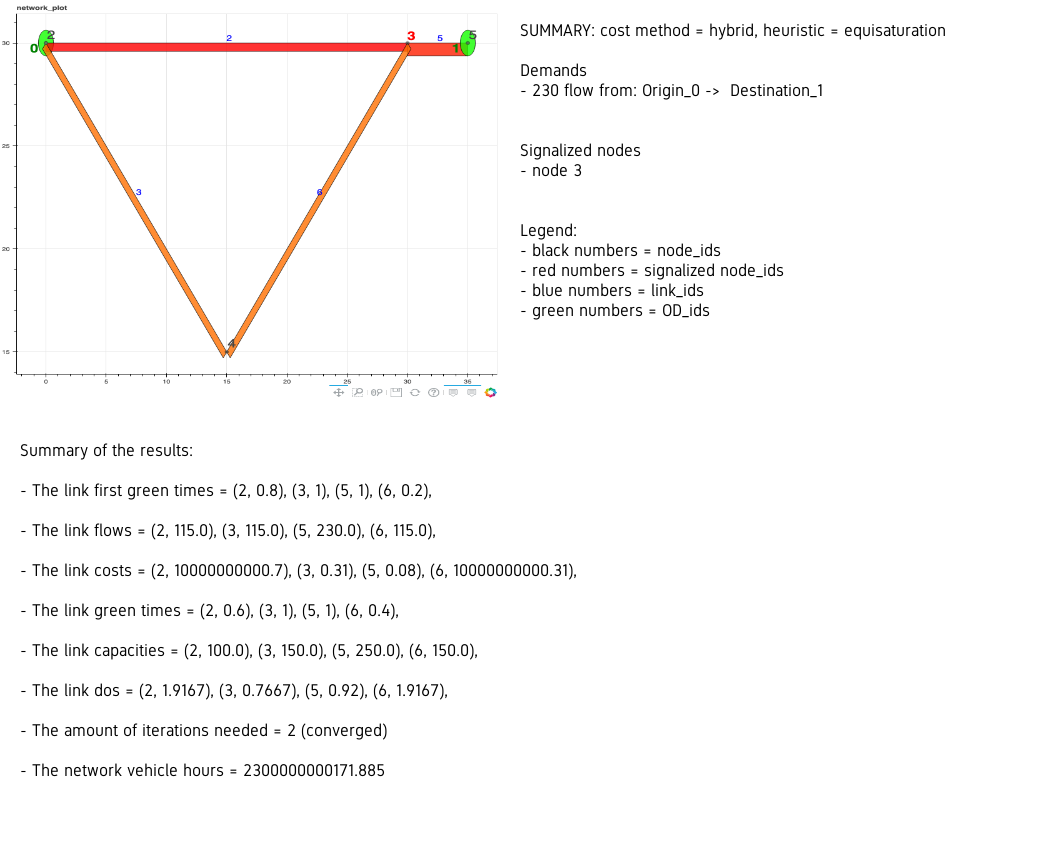 network_plot
2
0
2
5
3
1
5
3
6
4
30
25
20
15
0
5
10
15
20
25
30
35
SUMMARY: cost method = hybrid, heuristic = equisaturation
Demands
- 230 flow from: Origin_0 -> Destination_1
Signalized nodes
- node 3
Legend:
- black numbers = node_ids
- red numbers = signalized node_ids
- blue numbers = link_ids
- green numbers = OD_ids
Summary of the results:
- The link first green times = (2, 0.8), (3, 1), (5, 1), (6, 0.2),
- The link flows = (2, 115.0), (3, 115.0), (5, 230.0), (6, 115.0),
- The link costs = (2, 10000000000.7), (3, 0.31), (5, 0.08), (6, 10000000000.31),
- The link green times = (2, 0.6), (3, 1), (5, 1), (6, 0.4),
- The link capacities = (2, 100.0), (3, 150.0), (5, 250.0), (6, 150.0),
- The link dos = (2, 1.9167), (3, 0.7667), (5, 0.92), (6, 1.9167),
- The amount of iterations needed = 2 (converged)
- The network vehicle hours = 2300000000171.885